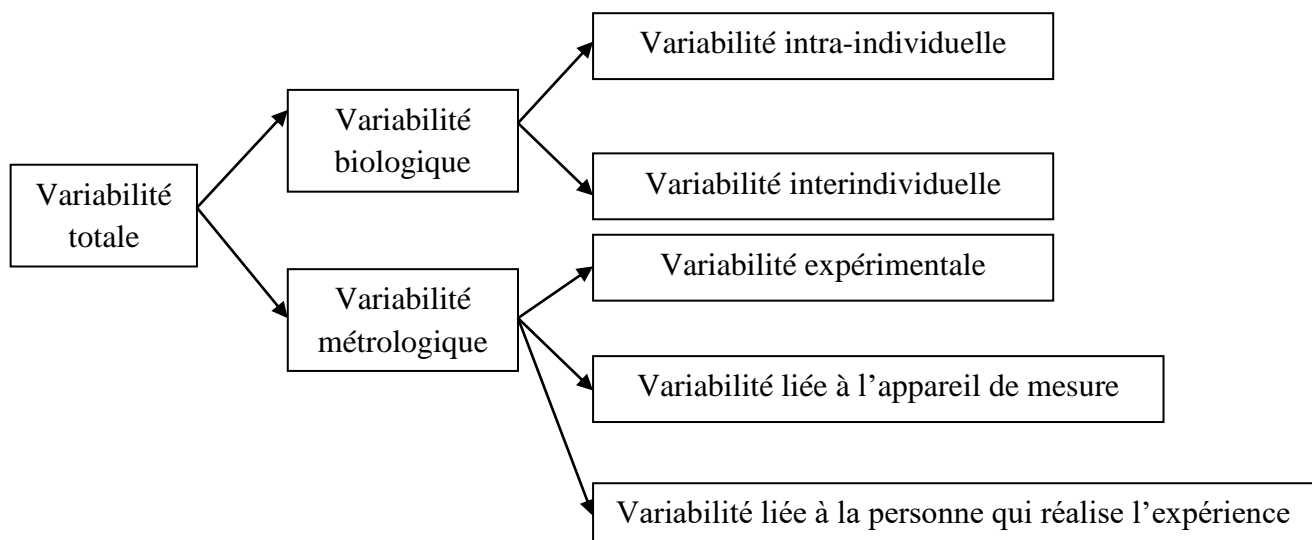 Variabilité
totale
Variabilité
biologique
Variabilité
métrologique
Variabilité intra-individuelle
Variabilité interindividuelle
Variabilité expérimentale
Variabilité liée à l’appareil de mesure
Variabilité liée à la personne qui réalise l’expérience